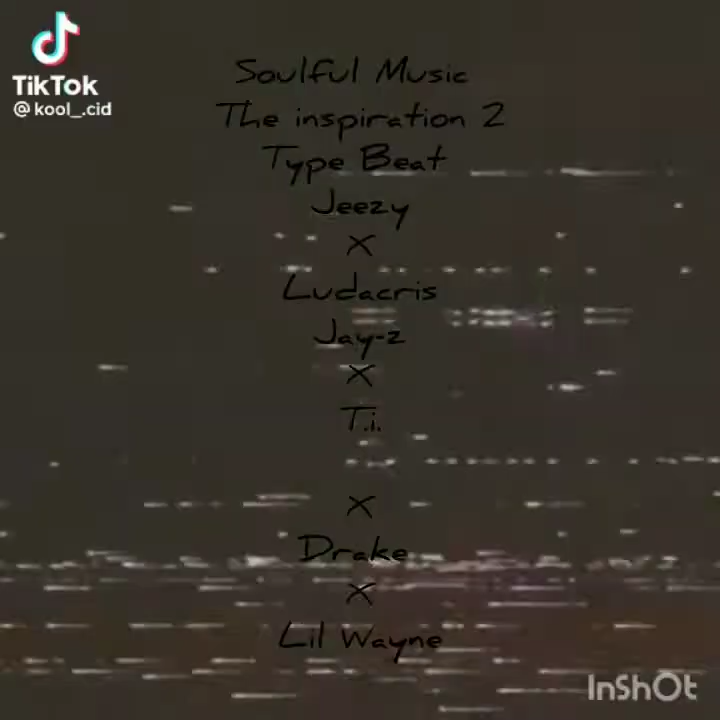 TikTok
@kool_.cid
Soulful Music
The inspiration 2
Type Beat
Jeezy
X
Ludacris
Jay-z
X
T.i.
X
Drake
X
Lil Wayne
InShOt